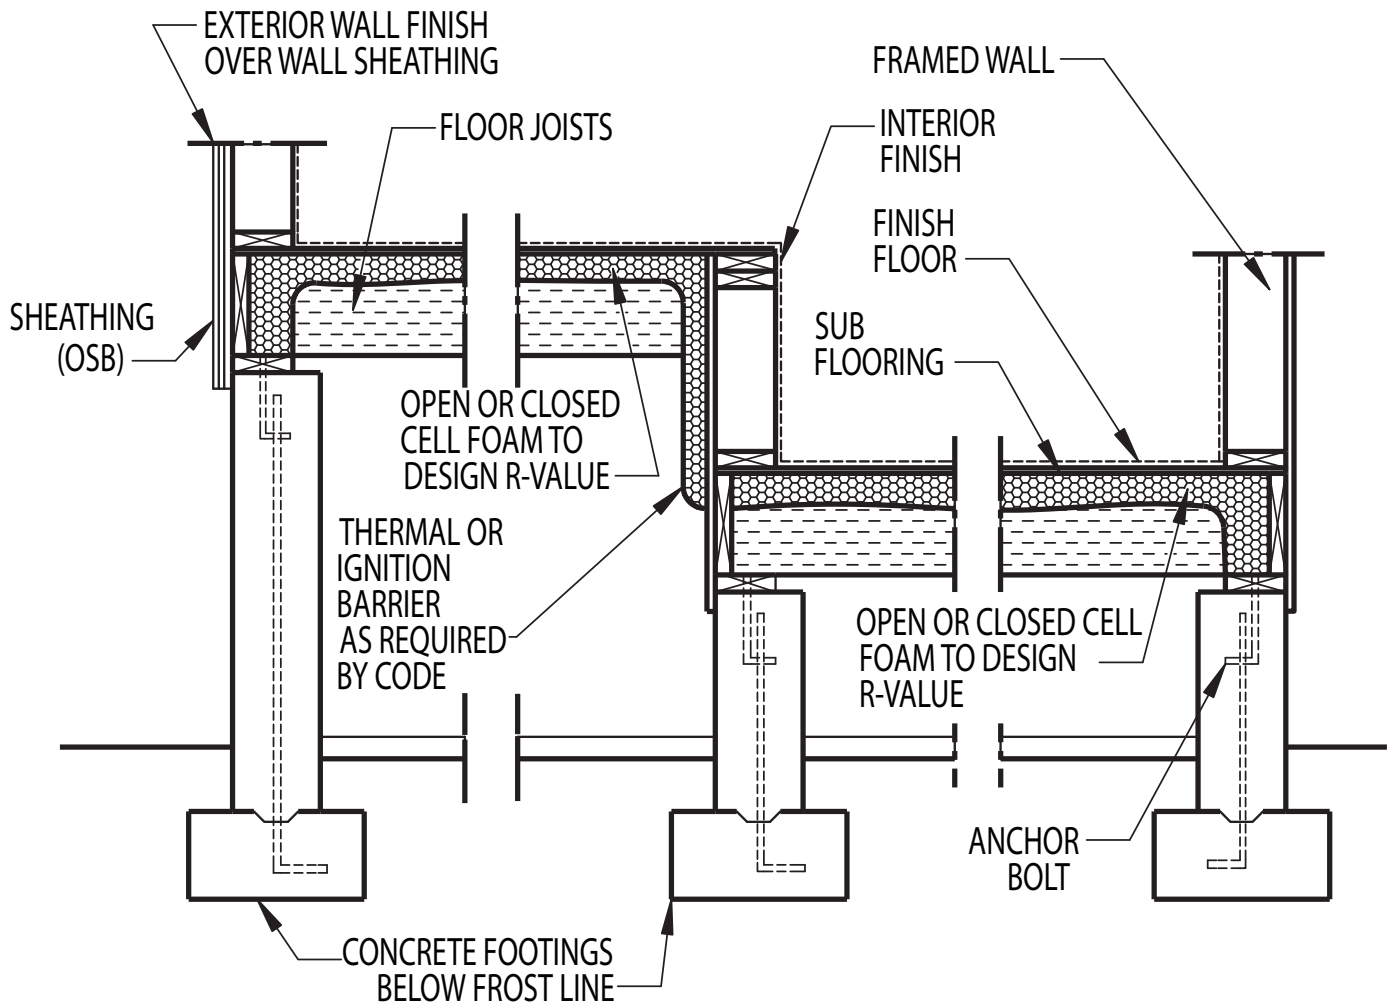 EXTERIOR WALL FINISH
OVER WALL SHEATHING
FRAMED WALL
FLOOR JOISTS
INTERIOR
FINISH
FINISH
FLOOR
SHEATHING
(OSB)
SUB
FLOORING
OPEN OR CLOSED
CELL FOAM TO
DESIGN R-VALUE
THERMAL OR
IGNITION
BARRIER
AS REQUIRED
BY CODE
OPEN OR CLOSED CELL
FOAM TO DESIGN
R-VALUE
ANCHOR
BOLT
CONCRETE FOOTINGS
BELOW FROST LINE